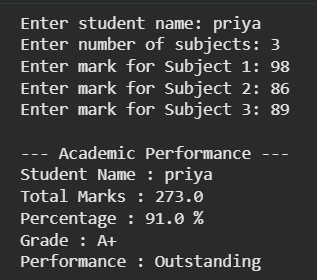 Enter student name: priya
Enter number of subjects: 3
Enter mark for Subject 1: 98
Enter mark for Subject 2: 86
Enter mark for Subject 3: 89
--- Academic Performance ---
Student Name : priya
Total Marks : 273.0
Percentage : 91.0 %
Grade : A+
Performance : Outstanding